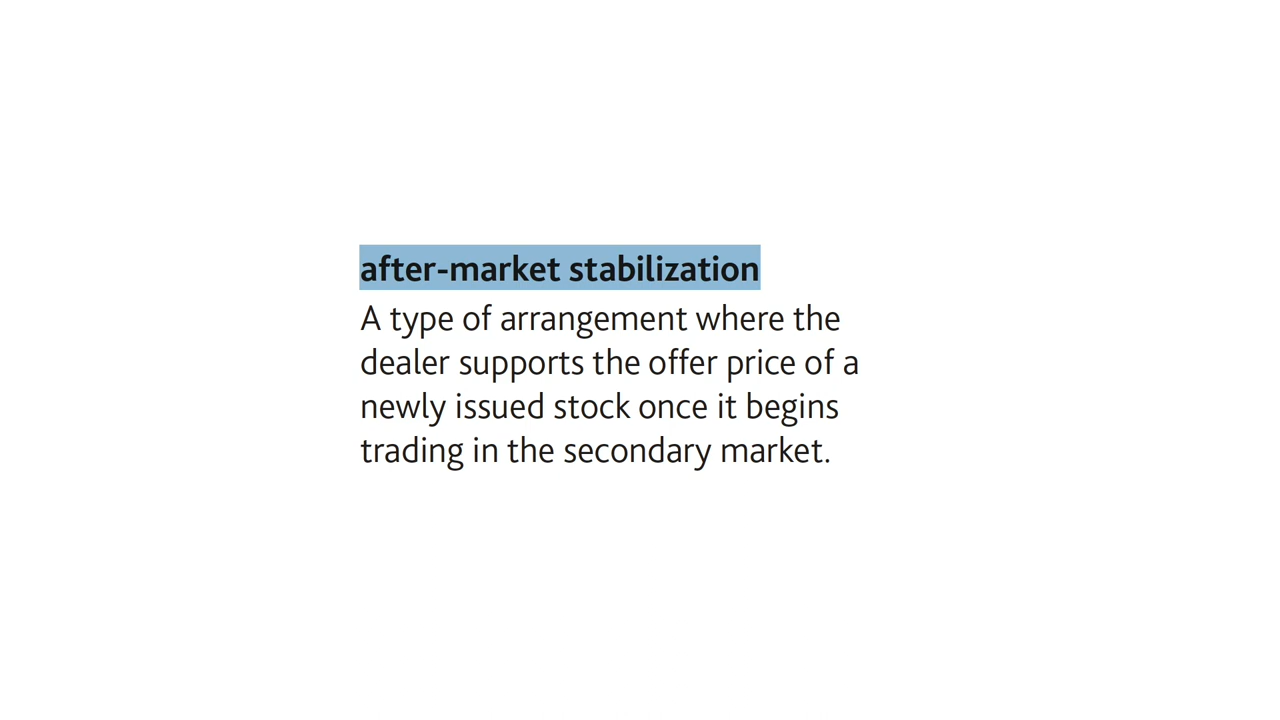 after-market stabilization
A type of arrangement where the
dealer supports the offer price of a
newly issued stock once it begins
trading in the secondary market.